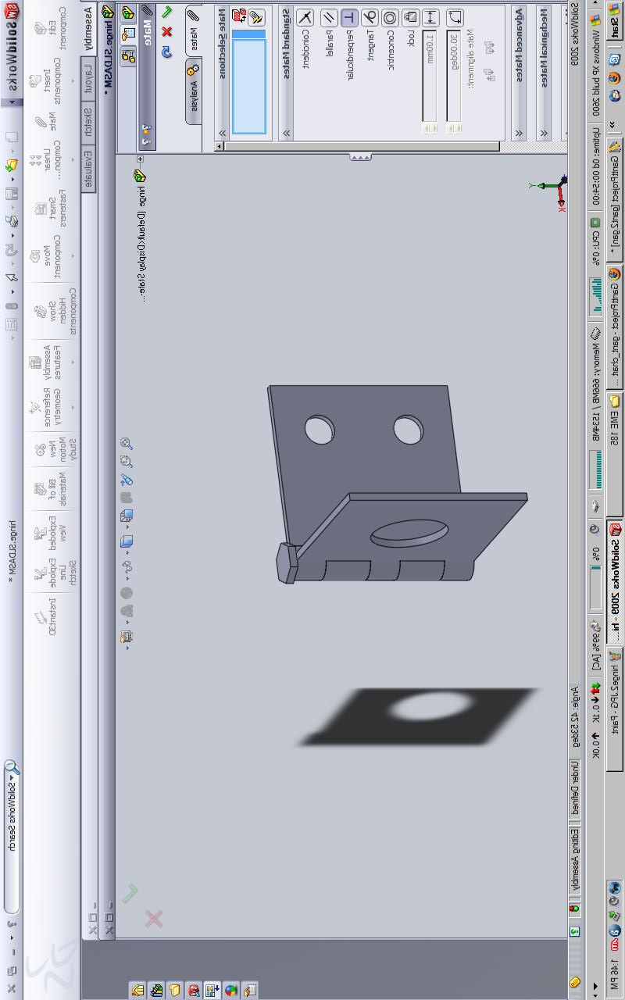 SolidWorks
hinge.SLDASM *
SolidWorks Search
Edit Component
Insert Components
Mate
Linear Compon...
Smart Fasteners
Move Component
Show Hidden Components
Assembly Features
Reference Geometry
New Motion Study
Bill of Materials
Exploded View
Explode Line Sketch
Instant3D
Assembly
Layout
Sketch
Evaluate
hinge.SLDASM *
Mate
Mates
Analysis
Mate Selections
Standard Mates
Coincident
Parallel
Perpendicular
Tangent
Concentric
Lock
1.00mm
30.00deg
Mate alignment:
Advanced Mates
Mechanical Mates
hinge (Default<Display State-...
Y
X
SolidWorks 2009
Angle: 42.53deg
Under Defined
Editing Assembly
Windows XP build 2600
Uptime: 0d 00:54:00
CPU: 0%
Memory: 666MB / 1534MB
0%
99% [AC]
0.1K
0.0K
Start
GanttProject [gantt2.gan] *
GanttProject - gant_chart ...
EME 185
SolidWorks 2009 - hi...
hinge2.JPG - Paint
1:46 PM